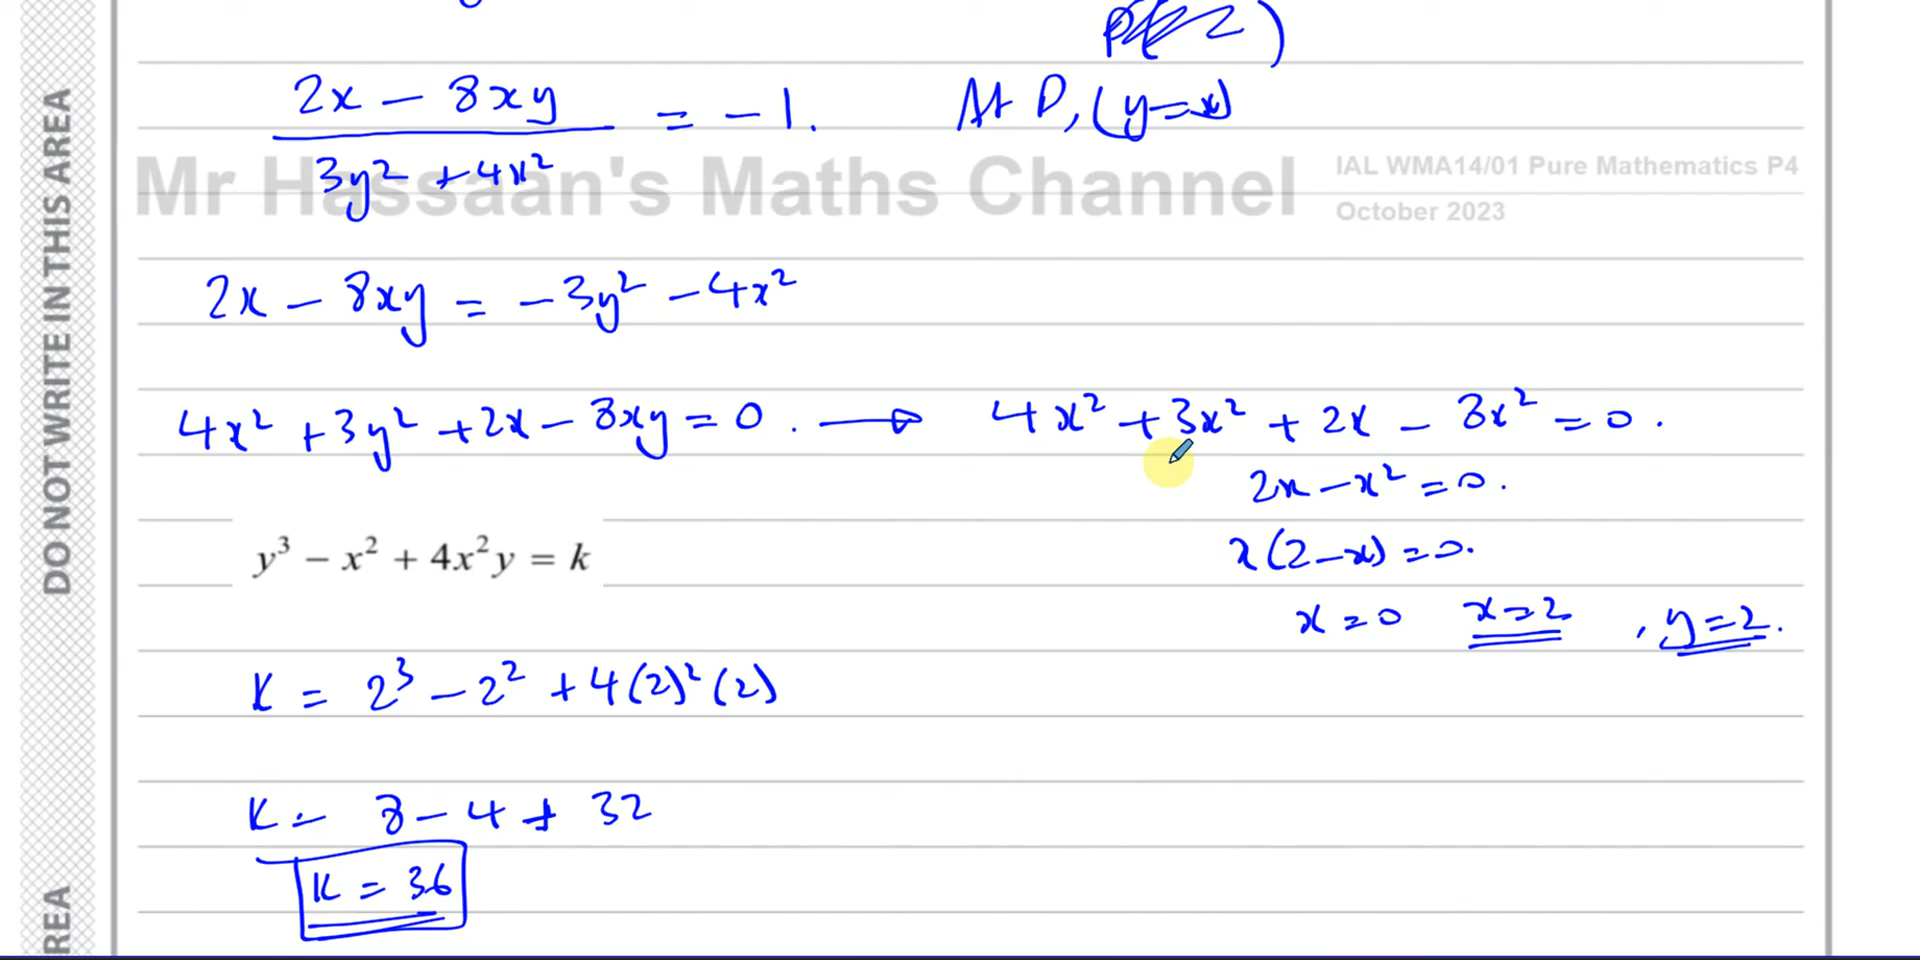 2x − 8xy / 3y² + 4x² = −1.
At P, (y=x)
Mr Hassaan's Maths Channel
IAL WMA14/01 Pure Mathematics P4
October 2023
2x − 8xy = −3y² − 4x²
4x² + 3y² + 2x − 8xy = 0. → 4x² + 3x² + 2x − 8x² = 0.
2x − x² = 0.
x(2−x) = 0.
y³ − x² + 4x²y = k
x = 0 x = 2 , y = 2.
K = 2³ − 2² + 4(2)²(2)
K = 8 − 4 + 32
K = 36
DO NOT WRITE IN THIS AREA
REA